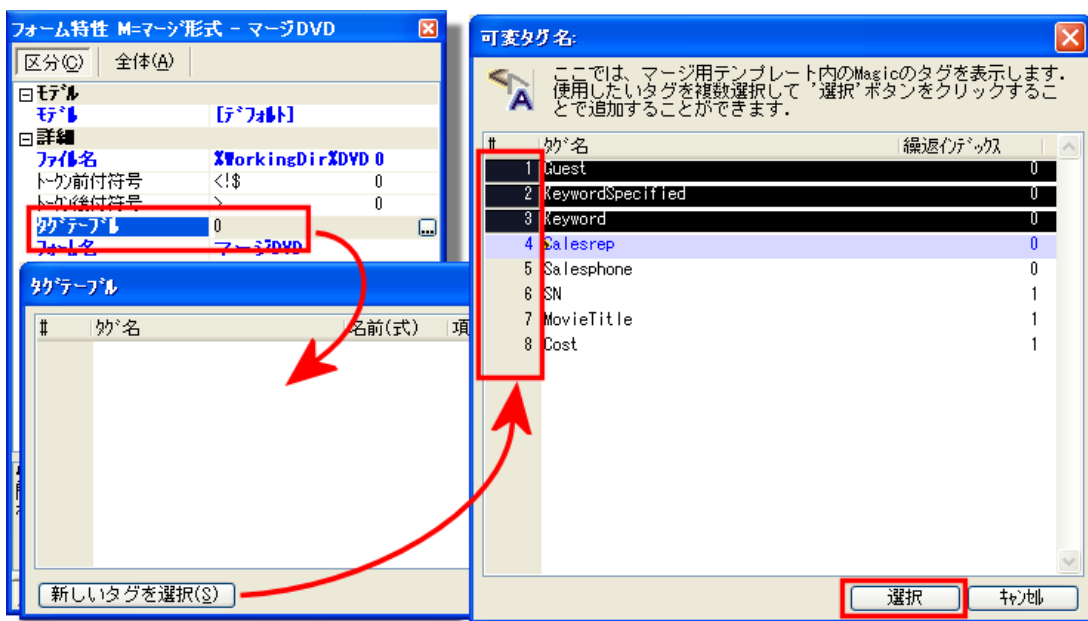 フォーム特性 M=マージ形式 - マージDVD
区分(C) 全体(A)
モデル
モデル [デフォルト]
詳細
ファイル名 %WorkingDir%DVD 0
トークン前付符号 <!$ 0
トークン後付符号 > 0
タグテーブル 0 ...
フォーム名 マージDVD
タグテーブル
# タグ名 名前(式) 項
新しいタグを選択(S)
可変タグ名:
ここでは、マージ用テンプレート内のMagicのタグを表示します.
使用したいタグを複数選択して '選択'ボタンをクリックするこ
とで追加することができます.
# タグ名 繰返インデックス
1 Guest 0
2 KeywordSpecified 0
3 Keyword 0
4 Salesrep 0
5 Salesphone 0
6 SN 1
7 MovieTitle 1
8 Cost 1
選択 キャンセル